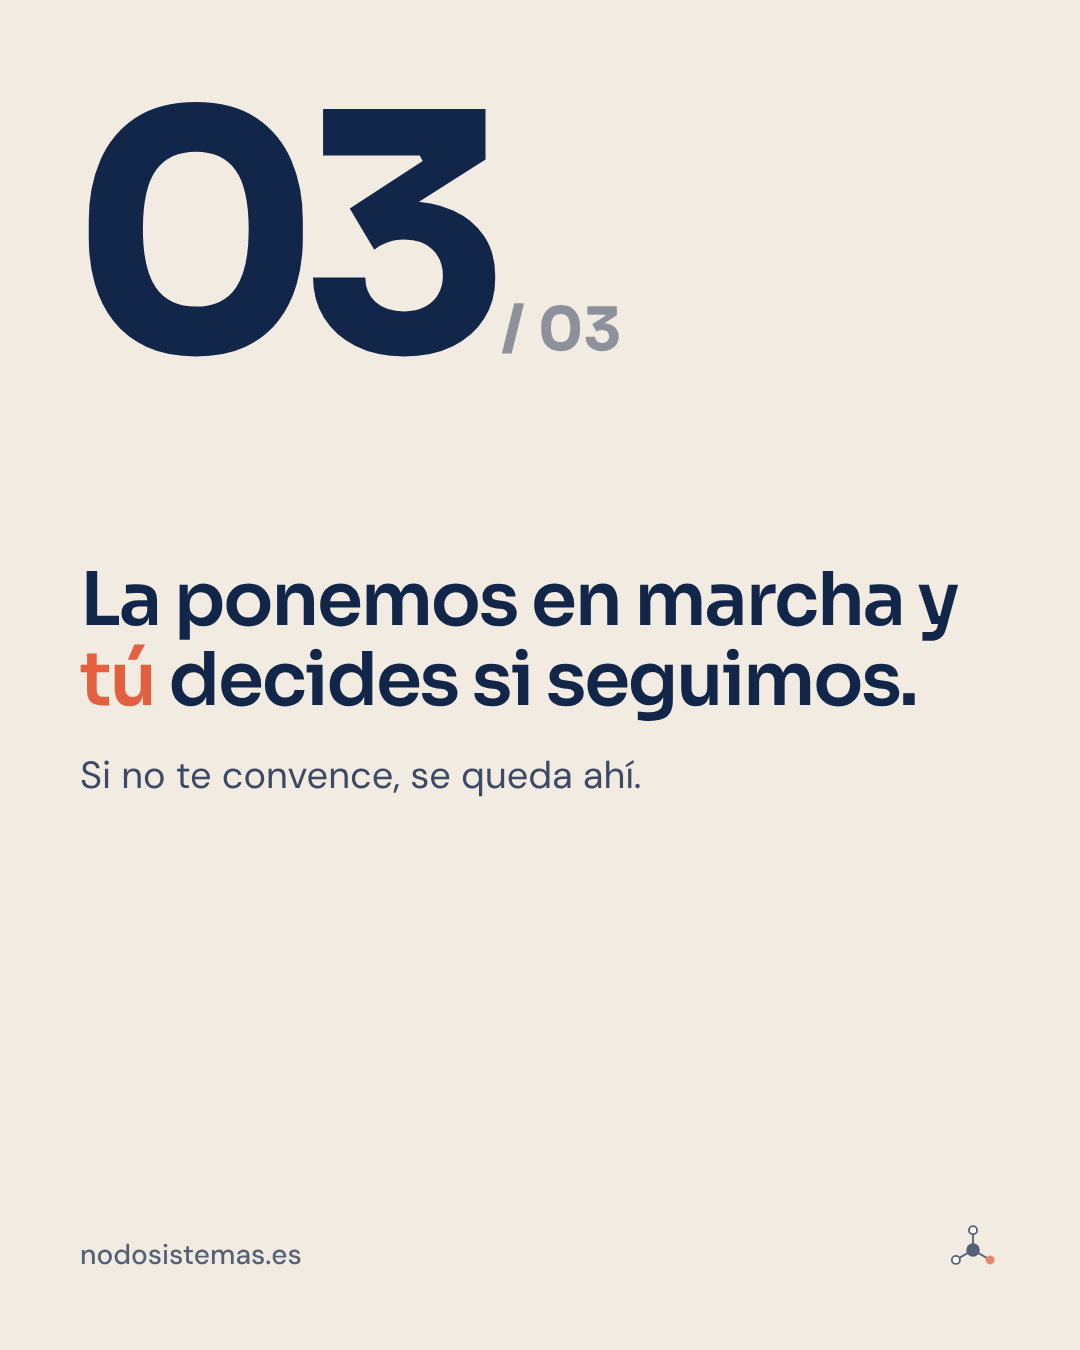 03 / 03
La ponemos en marcha y
tú decides si seguimos.
Si no te convence, se queda ahí.
nodosistemas.es